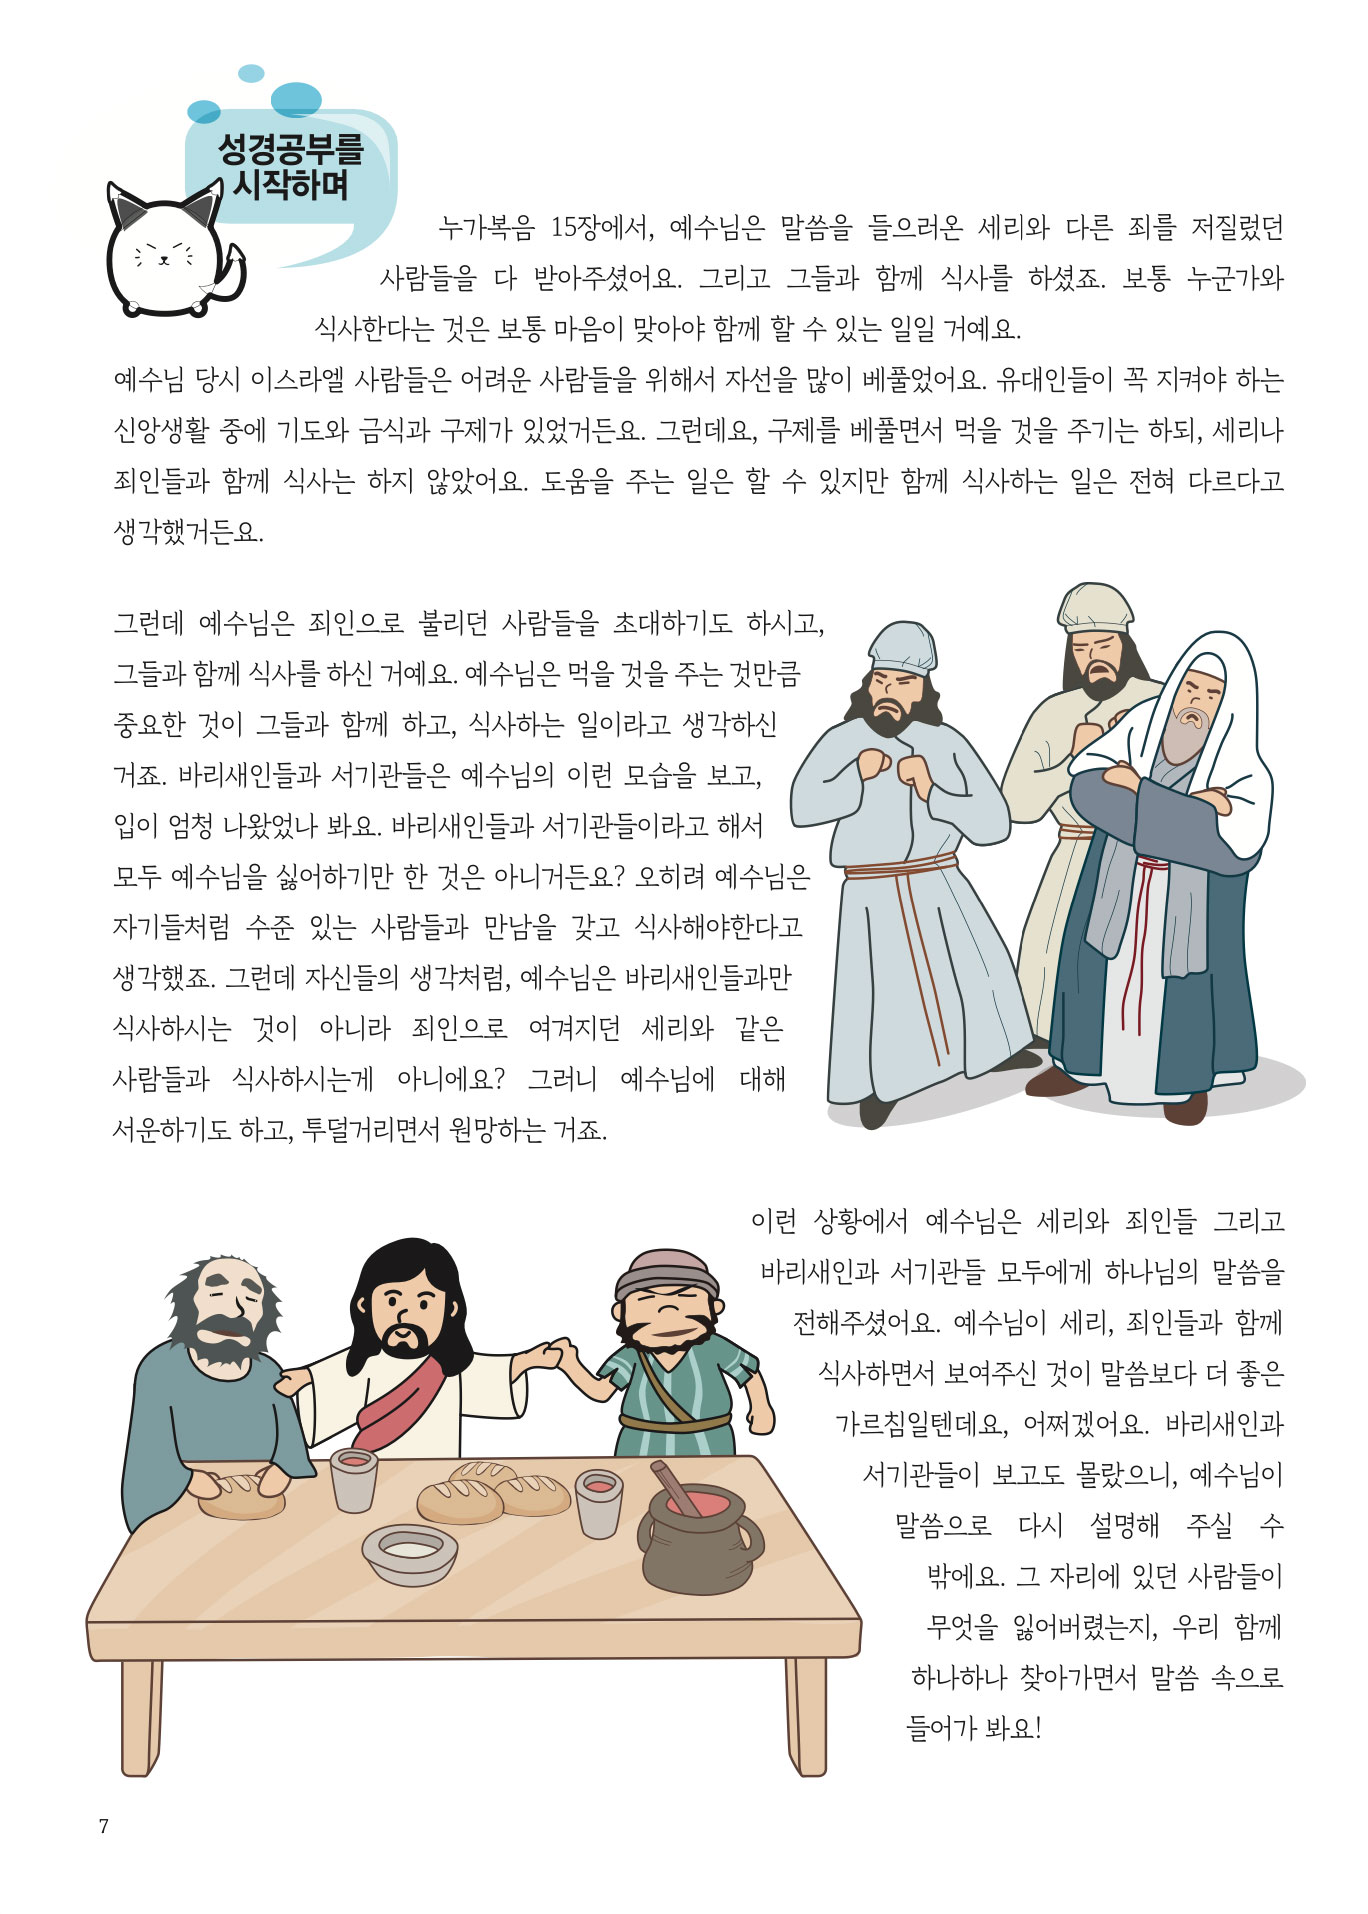 성경공부를
시작하며
누가복음 15장에서, 예수님은 말씀을 들으러온 세리와 다른 죄를 저질렀던
사람들을 다 받아주셨어요. 그리고 그들과 함께 식사를 하셨죠. 보통 누군가와
식사한다는 것은 보통 마음이 맞아야 함께 할 수 있는 일일 거예요.
예수님 당시 이스라엘 사람들은 어려운 사람들을 위해서 자선을 많이 베풀었어요. 유대인들이 꼭 지켜야 하는
신앙생활 중에 기도와 금식과 구제가 있었거든요. 그런데요, 구제를 베풀면서 먹을 것을 주기는 하되, 세리나
죄인들과 함께 식사는 하지 않았어요. 도움을 주는 일은 할 수 있지만 함께 식사하는 일은 전혀 다르다고
생각했거든요.
그런데 예수님은 죄인으로 불리던 사람들을 초대하기도 하시고,
그들과 함께 식사를 하신 거예요. 예수님은 먹을 것을 주는 것만큼
중요한 것이 그들과 함께 하고, 식사하는 일이라고 생각하신
거죠. 바리새인들과 서기관들은 예수님의 이런 모습을 보고,
입이 엄청 나왔었나 봐요. 바리새인들과 서기관들이라고 해서
모두 예수님을 싫어하기만 한 것은 아니거든요? 오히려 예수님은
자기들처럼 수준 있는 사람들과 만남을 갖고 식사해야한다고
생각했죠. 그런데 자신들의 생각처럼, 예수님은 바리새인들과만
식사하시는 것이 아니라 죄인으로 여겨지던 세리와 같은
사람들과 식사하시는게 아니에요? 그러니 예수님에 대해
서운하기도 하고, 투덜거리면서 원망하는 거죠.
이런 상황에서 예수님은 세리와 죄인들 그리고
바리새인과 서기관들 모두에게 하나님의 말씀을
전해주셨어요. 예수님이 세리, 죄인들과 함께
식사하면서 보여주신 것이 말씀보다 더 좋은
가르침일텐데요, 어쩌겠어요. 바리새인과
서기관들이 보고도 몰랐으니, 예수님이
말씀으로 다시 설명해 주실 수
밖에요. 그 자리에 있던 사람들이
무엇을 잃어버렸는지, 우리 함께
하나하나 찾아가면서 말씀 속으로
들어가 봐요!
7